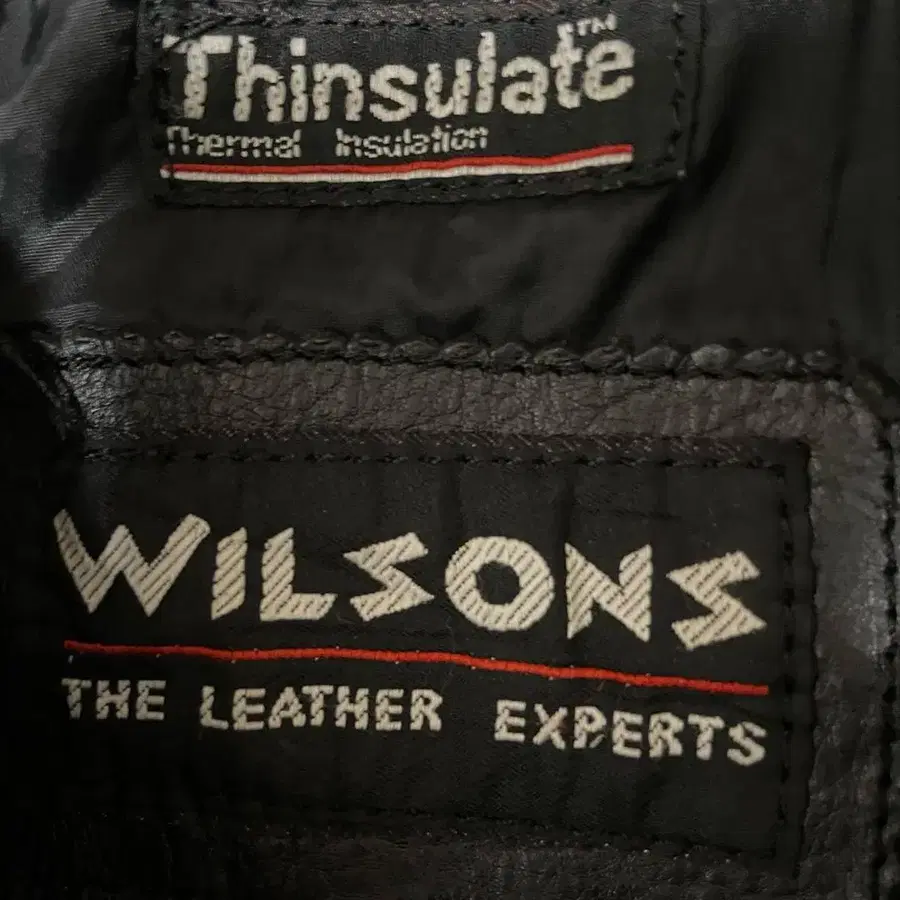 Thinsulate™
Thermal Insulation
WILSONS
THE LEATHER EXPERTS